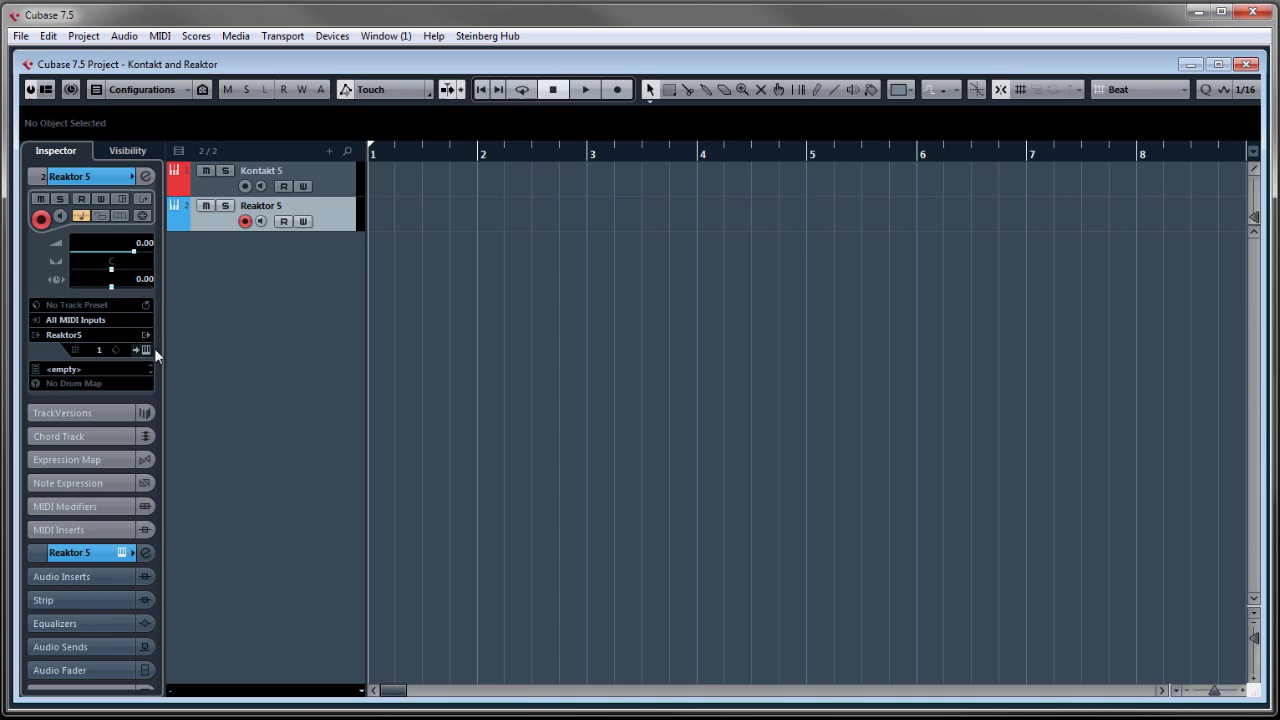 Cubase 7.5
File Edit Project Audio MIDI Scores Media Transport Devices Window (1) Help Steinberg Hub
Cubase 7.5 Project - Kontakt and Reaktor
Configurations M S L R W A Touch Beat Q 1/16
No Object Selected
Inspector Visibility 2 / 2 + 1 2 3 4 5 6 7 8
2 Reaktor 5 e
M S R W
0.00
C
0.00
No Track Preset
All MIDI Inputs
Reaktor5
1
<empty>
No Drum Map
TrackVersions
Chord Track
Expression Map
Note Expression
MIDI Modifiers
MIDI Inserts
Reaktor 5 e
Audio Inserts
Strip
Equalizers
Audio Sends
Audio Fader
1 M S Kontakt 5
R W
2 M S Reaktor 5
R W